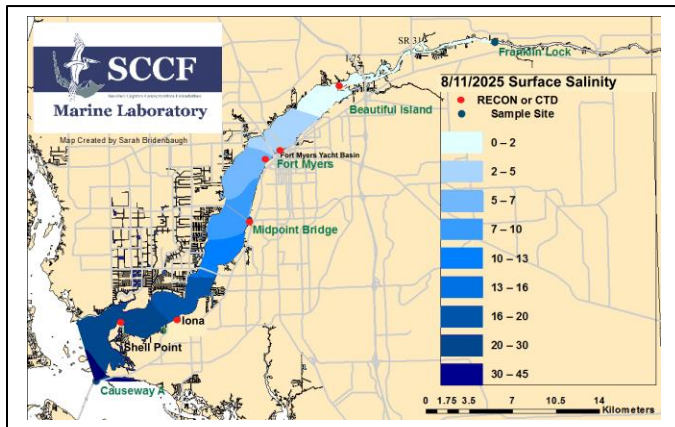 SCCF
Marine Laboratory
Map Created by Sarah Bridenbaugh
I-75
SR 31
Franklin Lock
Beautiful Island
Fort Myers Yacht Basin
Fort Myers
Midpoint Bridge
Iona
Shell Point
Causeway A
8/11/2025 Surface Salinity
RECON or CTD
Sample Site
0 – 2
2 – 5
5 – 7
7 – 10
10 – 13
13 – 16
16 – 20
20 – 30
30 – 45
0 1.75 3.5 7 10.5 14
Kilometers